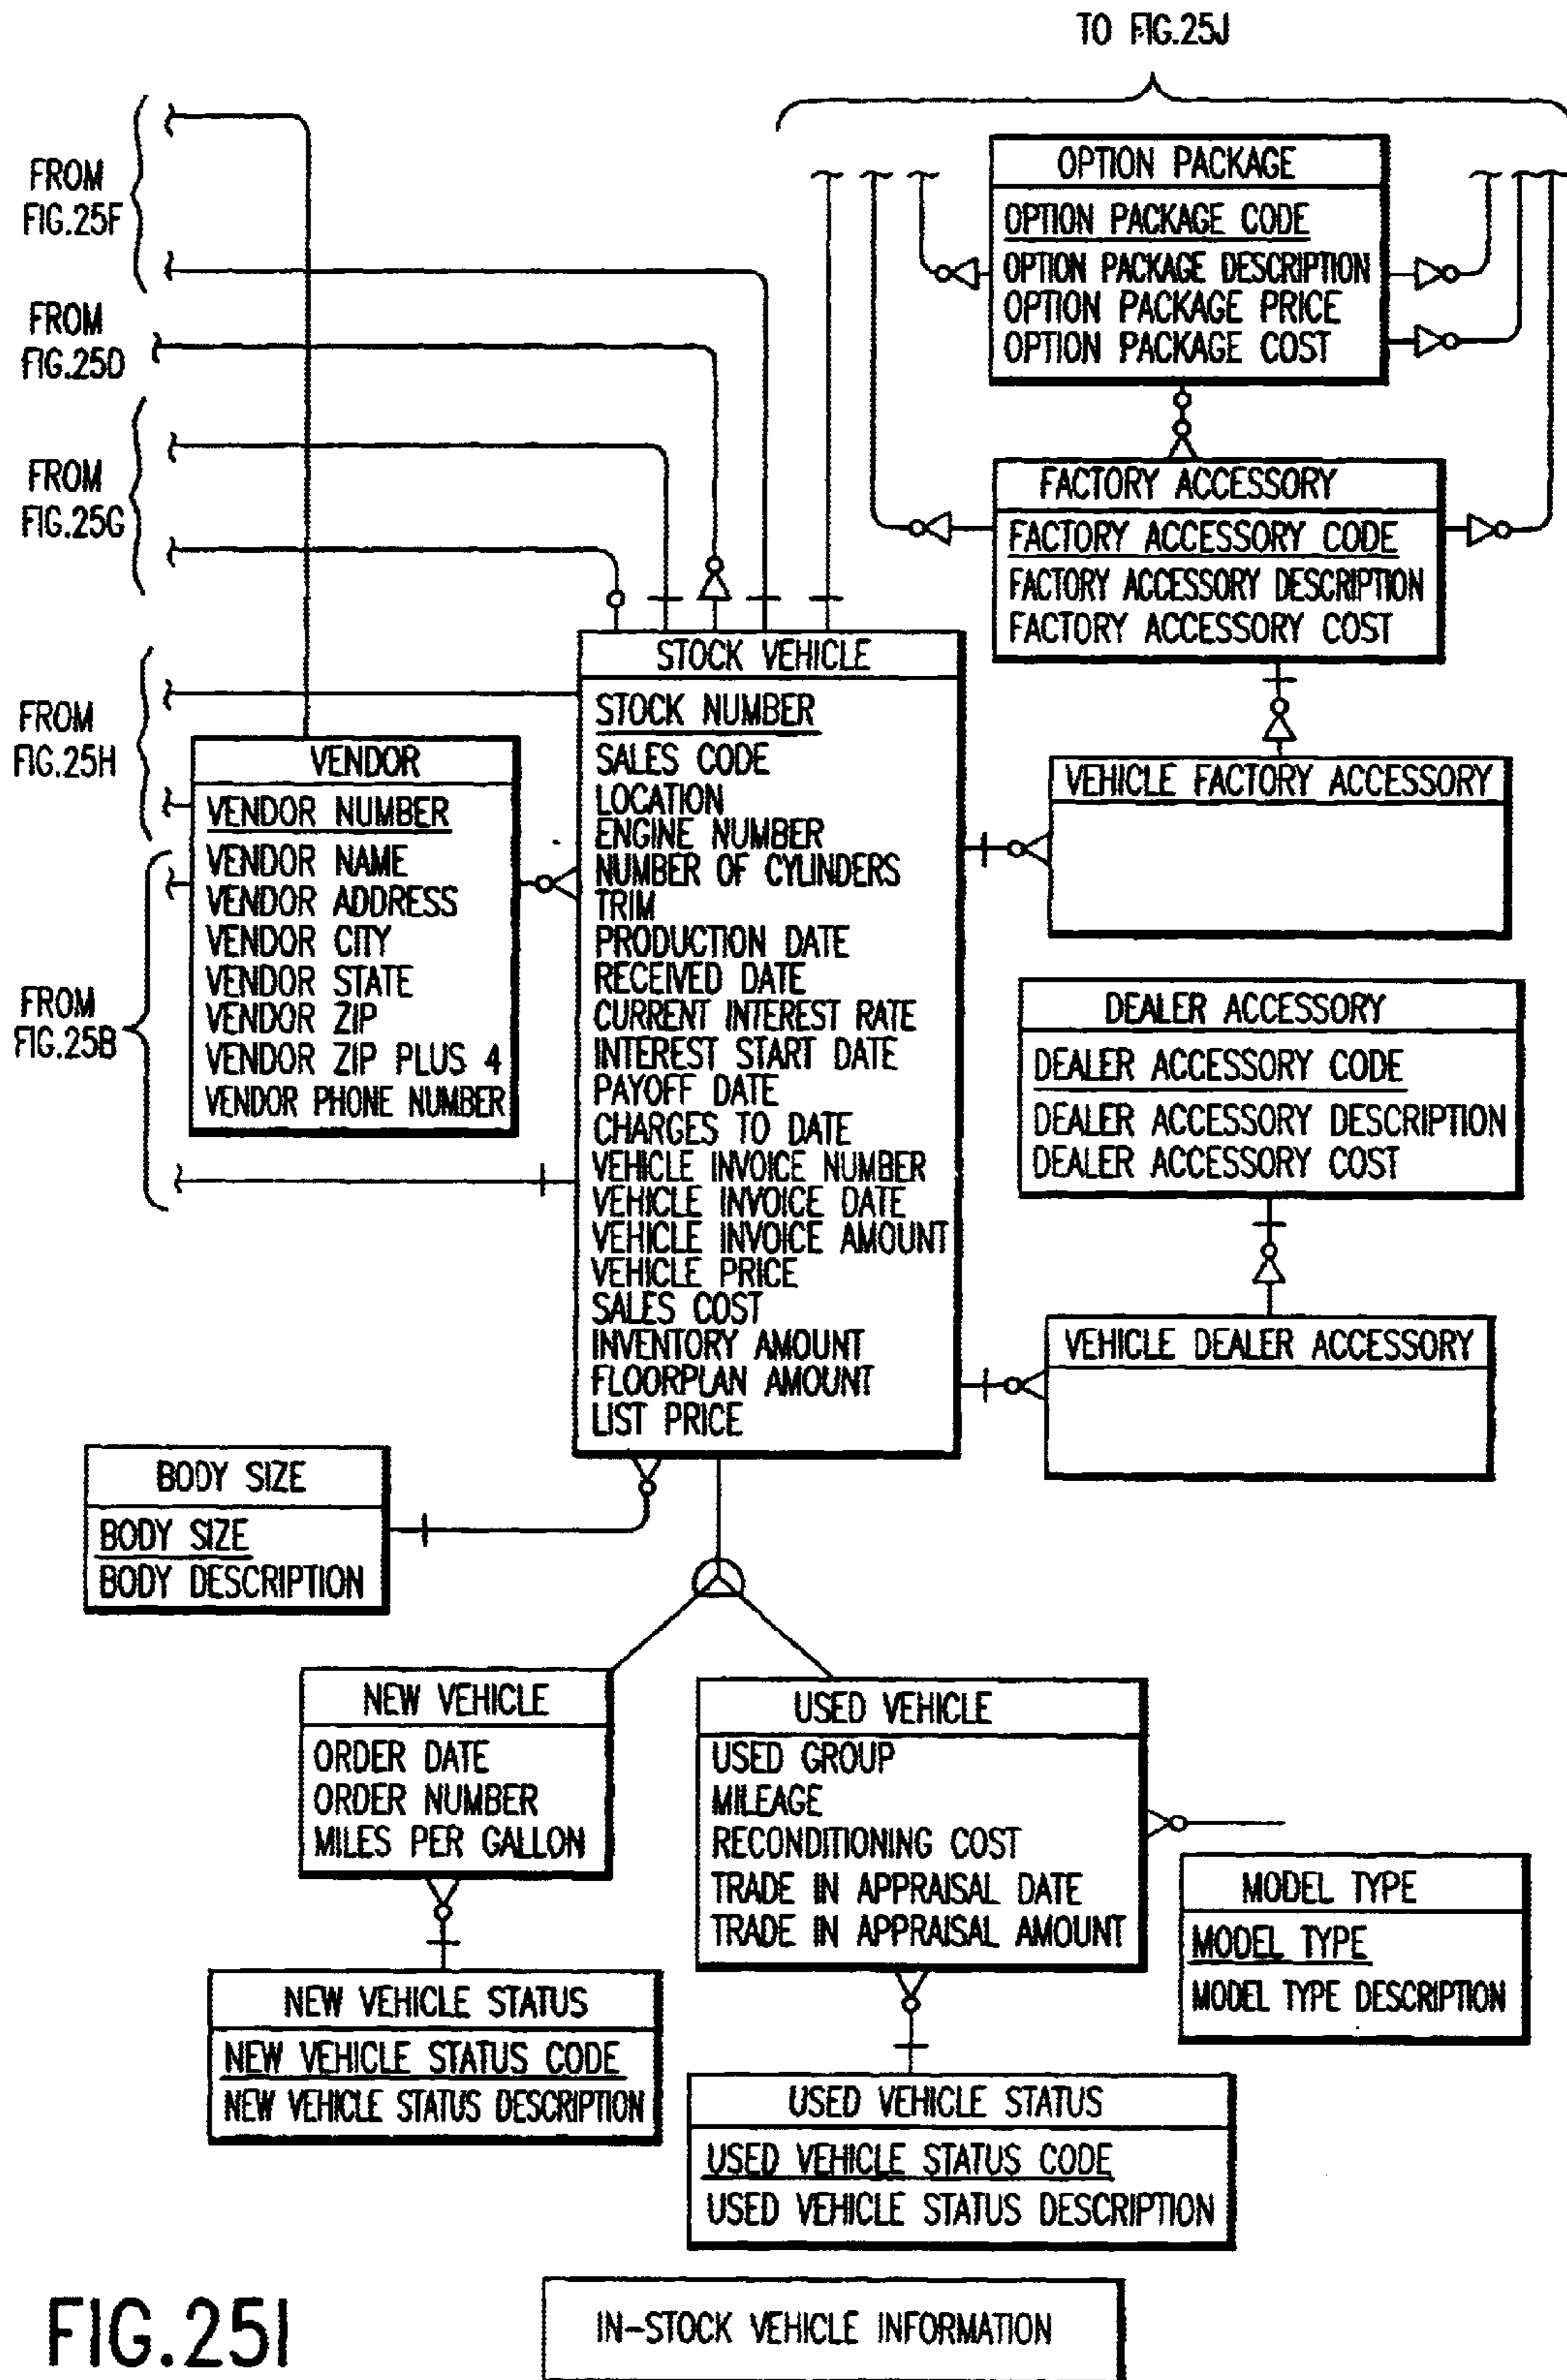 TO FIG.25J
FROM
FIG.25F
FROM
FIG.25D
FROM
FIG.25G
FROM
FIG.25H
FROM
FIG.25B
OPTION PACKAGE
OPTION PACKAGE CODE
OPTION PACKAGE DESCRIPTION
OPTION PACKAGE PRICE
OPTION PACKAGE COST
FACTORY ACCESSORY
FACTORY ACCESSORY CODE
FACTORY ACCESSORY DESCRIPTION
FACTORY ACCESSORY COST
VENDOR
VENDOR NUMBER
VENDOR NAME
VENDOR ADDRESS
VENDOR CITY
VENDOR STATE
VENDOR ZIP
VENDOR ZIP PLUS 4
VENDOR PHONE NUMBER
STOCK VEHICLE
STOCK NUMBER
SALES CODE
LOCATION
ENGINE NUMBER
NUMBER OF CYLINDERS
TRIM
PRODUCTION DATE
RECEIVED DATE
CURRENT INTEREST RATE
INTEREST START DATE
PAYOFF DATE
CHARGES TO DATE
VEHICLE INVOICE NUMBER
VEHICLE INVOICE DATE
VEHICLE INVOICE AMOUNT
VEHICLE PRICE
SALES COST
INVENTORY AMOUNT
FLOORPLAN AMOUNT
LIST PRICE
VEHICLE FACTORY ACCESSORY
DEALER ACCESSORY
DEALER ACCESSORY CODE
DEALER ACCESSORY DESCRIPTION
DEALER ACCESSORY COST
VEHICLE DEALER ACCESSORY
BODY SIZE
BODY SIZE
BODY DESCRIPTION
NEW VEHICLE
ORDER DATE
ORDER NUMBER
MILES PER GALLON
USED VEHICLE
USED GROUP
MILEAGE
RECONDITIONING COST
TRADE IN APPRAISAL DATE
TRADE IN APPRAISAL AMOUNT
MODEL TYPE
MODEL TYPE
MODEL TYPE DESCRIPTION
NEW VEHICLE STATUS
NEW VEHICLE STATUS CODE
NEW VEHICLE STATUS DESCRIPTION
USED VEHICLE STATUS
USED VEHICLE STATUS CODE
USED VEHICLE STATUS DESCRIPTION
FIG.25I
IN-STOCK VEHICLE INFORMATION